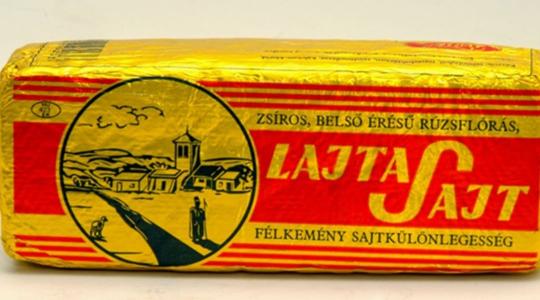 ZSÍROS, BELSŐ ÉRÉSŰ RÚZSFLÓRÁS,
LAJTA SAJT
FÉLKEMÉNY SAJTKÜLÖNLEGESSÉG